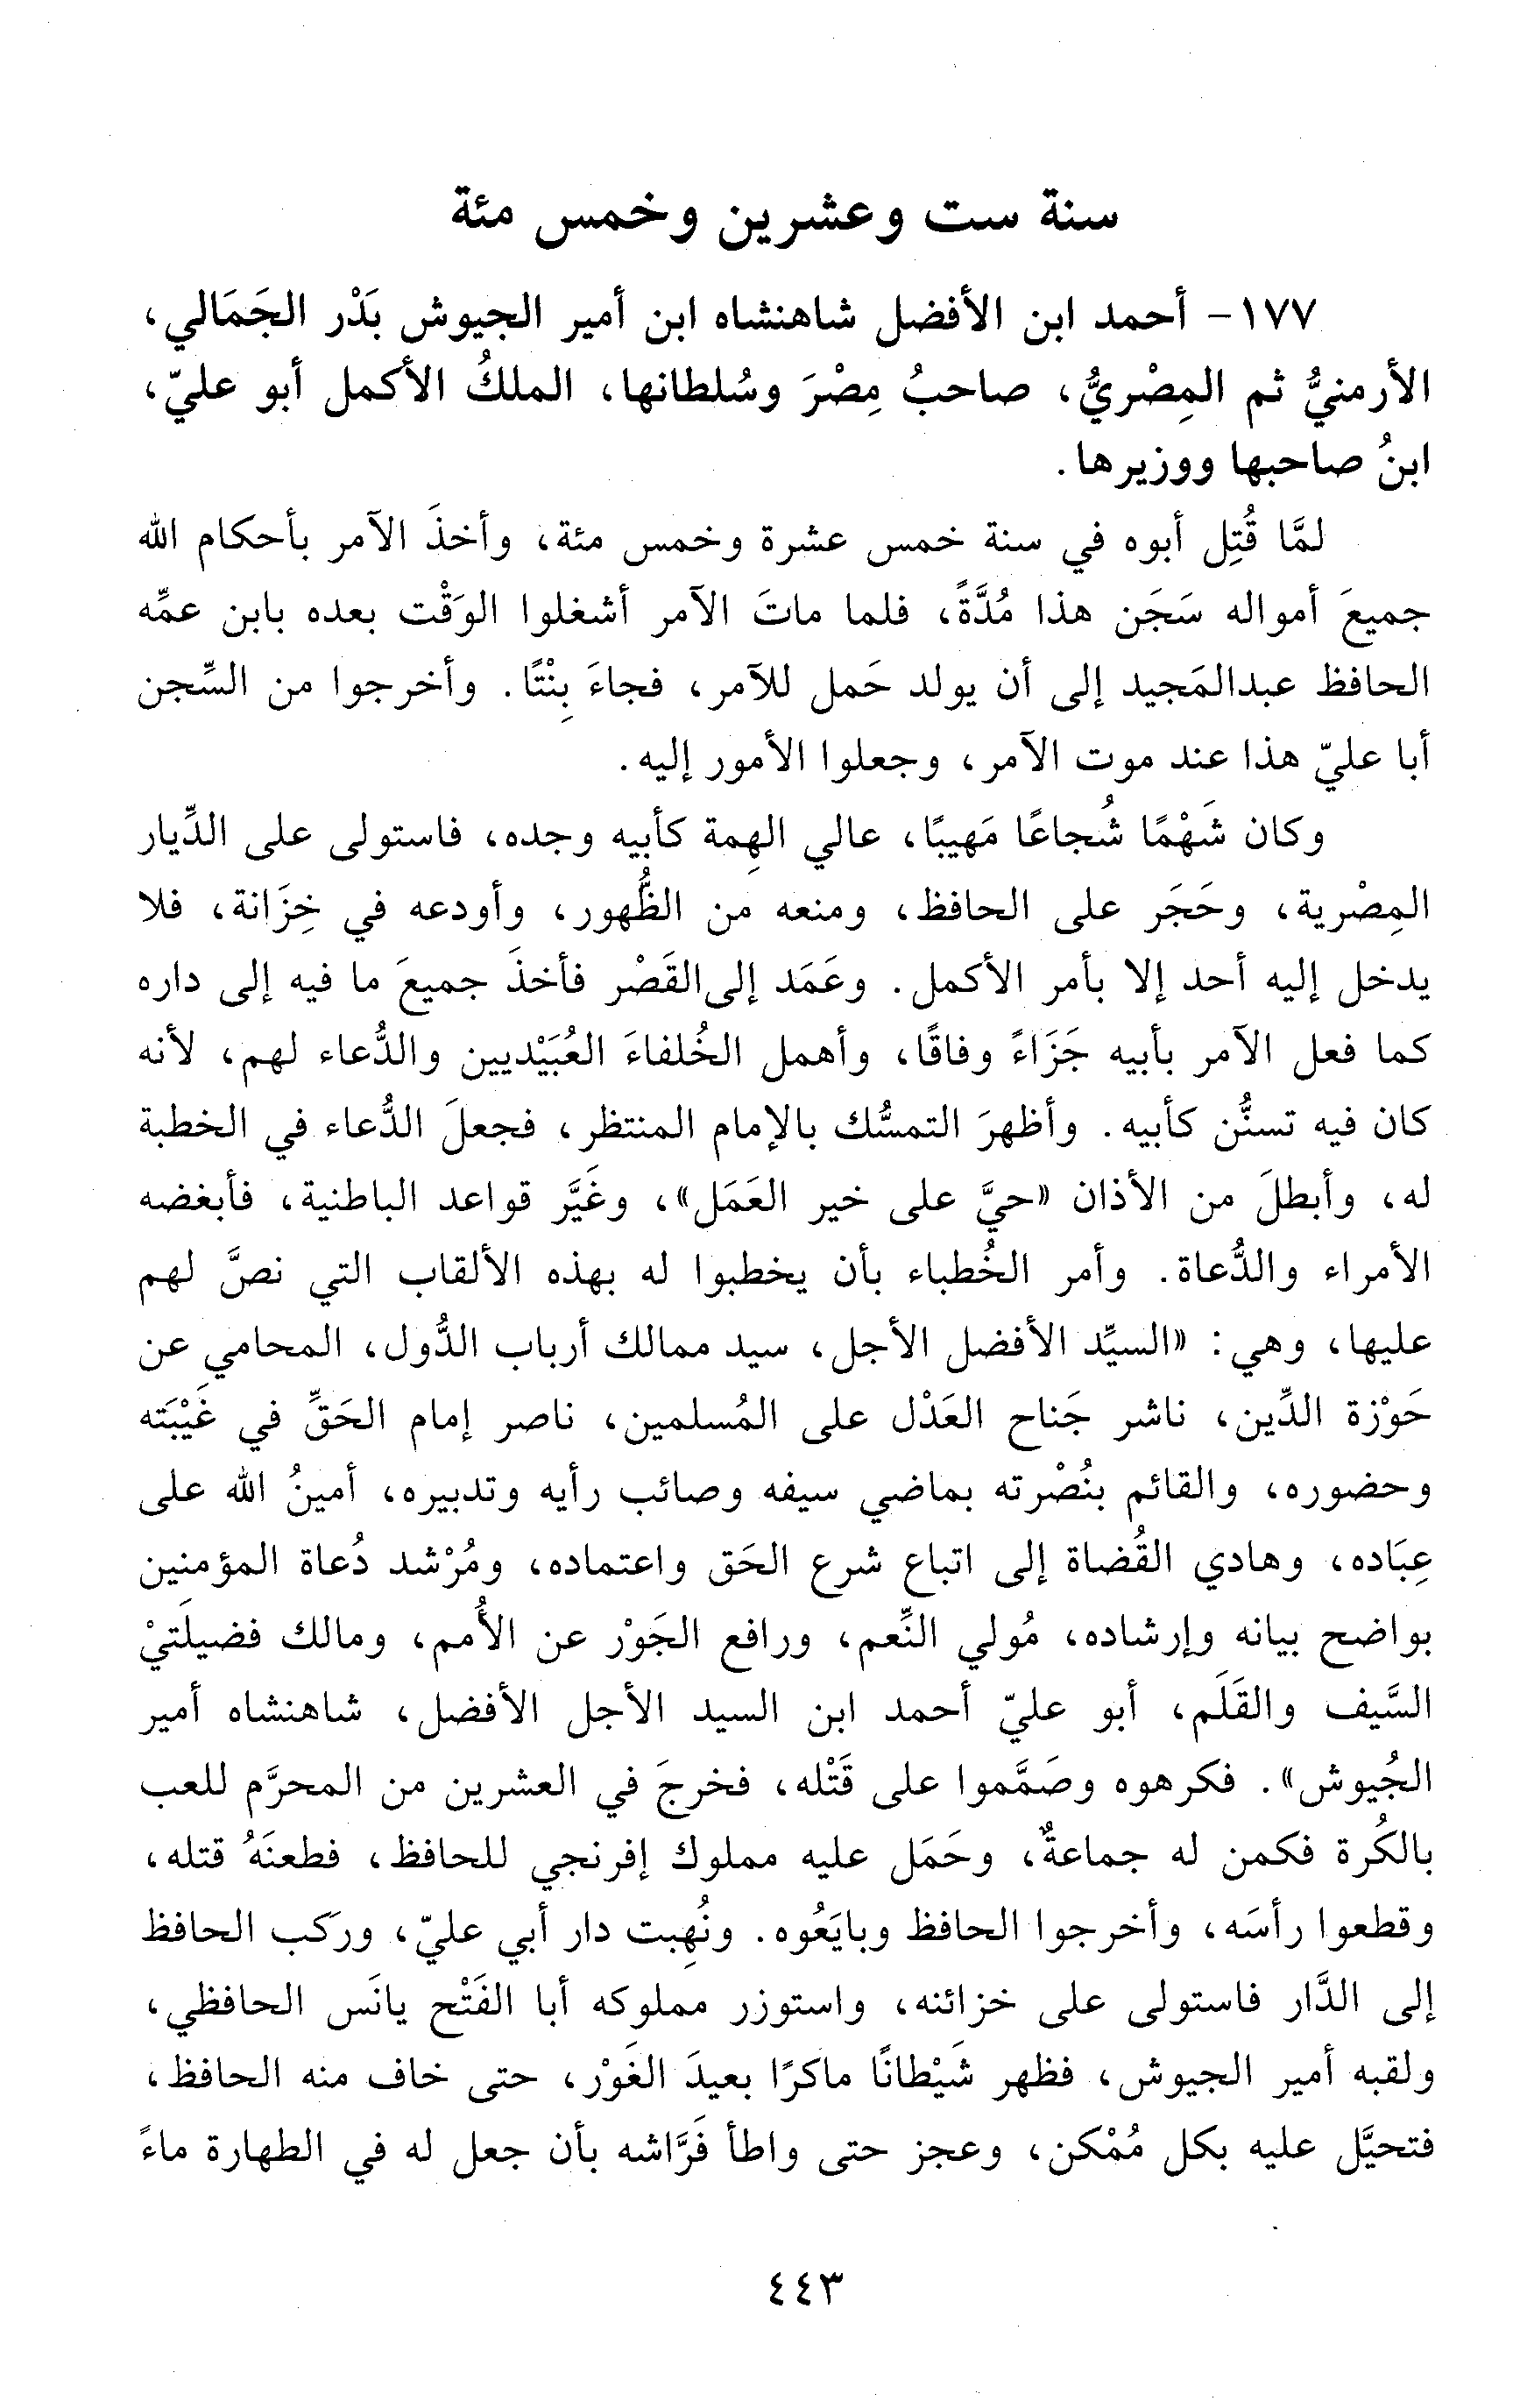 سنة ست وعشرين وخمس مئة
١٧٧- أحمد ابن الأفضل شاهنشاه ابن أمير الجيوش بَدْر الجَمَالي،
الأرمنيُّ ثم المِصْريُّ، صاحبُ مِصْرَ وسُلطانها، الملكُ الأكمل أبو عليّ،
ابنُ صاحبها ووزيرها.
لمَّا قُتِل أبوه في سنة خمس عشرة وخمس مئة، وأخذَ الآمر بأحكام الله
جميعَ أمواله سَجَن هذا مُدَّةً، فلما ماتَ الآمر أشغلوا الوَقْت بعده بابن عمِّه
الحافظ عبدالمَجيد إلى أن يولد حَمل للآمر، فجاءَ بِنْتًا. وأخرجوا من السِّجن
أبا عليّ هذا عند موت الآمر، وجعلوا الأمور إليه.
وكان شَهْمًا شُجاعًا مَهيبًا، عالي الهِمة كأبيه وجده، فاستولى على الدِّيار
المِصْرية، وحَجَر على الحافظ، ومنعه من الظُّهور، وأودعه في خِزَانة، فلا
يدخل إليه أحد إلا بأمر الأكمل. وعَمَد إلى القَصْر فأخذَ جميعَ ما فيه إلى داره
كما فعل الآمر بأبيه جَزَاءً وفاقًا، وأهمل الخُلفاءَ العُبَيْديين والدُّعاء لهم، لأنه
كان فيه تسنُّن كأبيه. وأظهرَ التمسُّك بالإمام المنتظر، فجعلَ الدُّعاء في الخطبة
له، وأبطلَ من الأذان «حيَّ على خير العَمَل»، وغَيَّر قواعد الباطنية، فأبغضه
الأمراء والدُّعاة. وأمر الخُطباء بأن يخطبوا له بهذه الألقاب التي نصَّ لهم
عليها، وهي: «السيِّد الأفضل الأجل، سيد ممالك أرباب الدُّول، المحامي عن
حَوْزة الدِّين، ناشر جَناح العَدْل على المُسلمين، ناصر إمام الحَقِّ في غَيْبَته
وحضوره، والقائم بنُصْرته بماضي سيفه وصائب رأيه وتدبيره، أمينُ الله على
عِبَاده، وهادي القُضاة إلى اتباع شرع الحَق واعتماده، ومُرْشد دُعاة المؤمنين
بواضح بيانه وإرشاده، مُولي النِّعم، ورافع الجَوْر عن الأُمم، ومالك فضيلَتيْ
السَّيف والقَلَم، أبو عليّ أحمد ابن السيد الأجل الأفضل، شاهنشاه أمير
الجُيوش». فكرهوه وصَمَّموا على قَتْله، فخرجَ في العشرين من المحرَّم للعب
بالكُرة فكمن له جماعةٌ، وحَمَل عليه مملوك إفرنجي للحافظ، فطعنَهُ قتله،
وقطعوا رأسَه، وأخرجوا الحافظ وبايَعُوه. ونُهِبت دار أبي عليّ، وركب الحافظ
إلى الدَّار فاستولى على خزائنه، واستوزر مملوكه أبا الفَتْح يانَس الحافظي،
ولقبه أمير الجيوش، فظهر شَيْطانًا ماكرًا بعيدَ الغَوْر، حتى خاف منه الحافظ،
فتحيَّل عليه بكل مُمْكن، وعجز حتى واطأ فَرَّاشه بأن جعل له في الطهارة ماءً
٤٤٣